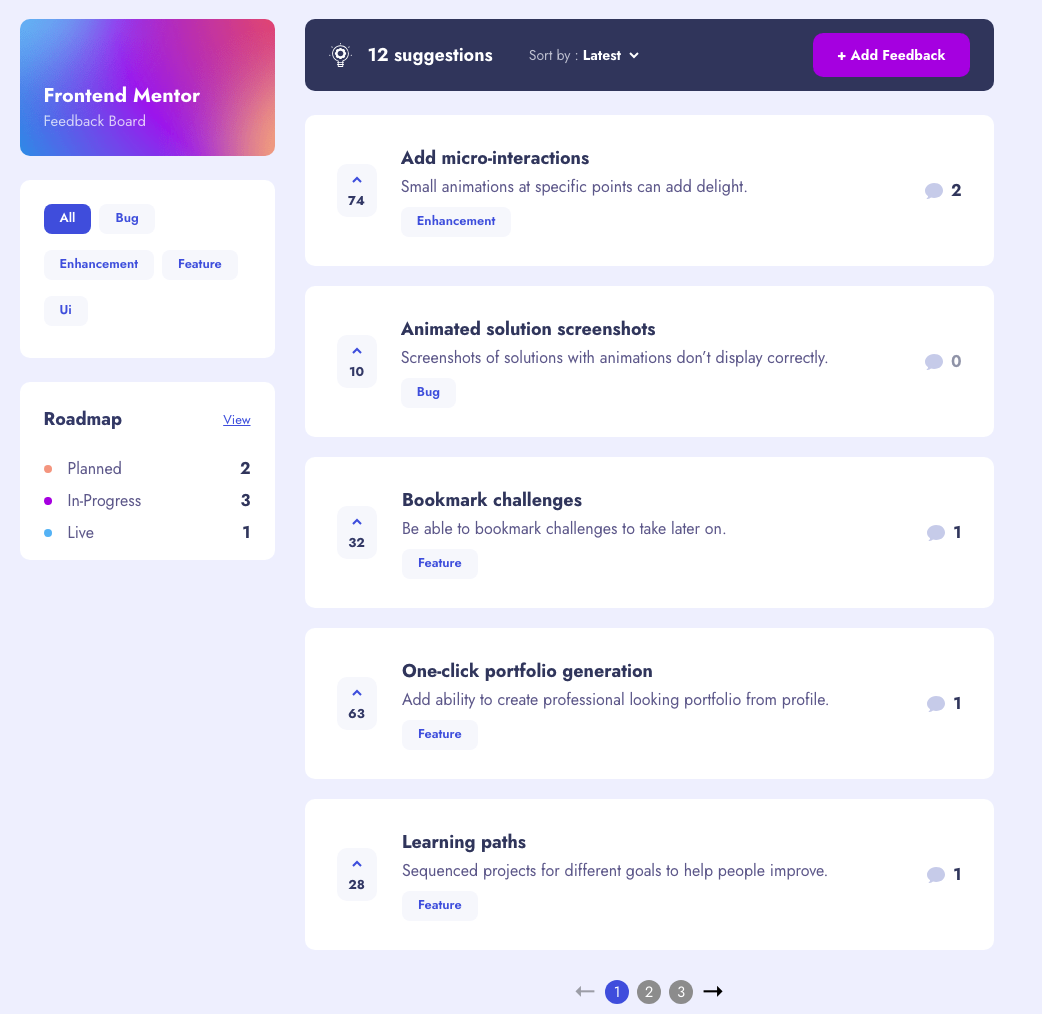 Frontend Mentor
Feedback Board
All
Bug
Enhancement
Feature
Ui
Roadmap
View
Planned
2
In-Progress
3
Live
1
12 suggestions
Sort by : Latest
+ Add Feedback
74
Add micro-interactions
Small animations at specific points can add delight.
Enhancement
2
10
Animated solution screenshots
Screenshots of solutions with animations don’t display correctly.
Bug
0
32
Bookmark challenges
Be able to bookmark challenges to take later on.
Feature
1
63
One-click portfolio generation
Add ability to create professional looking portfolio from profile.
Feature
1
28
Learning paths
Sequenced projects for different goals to help people improve.
Feature
1
1 2 3